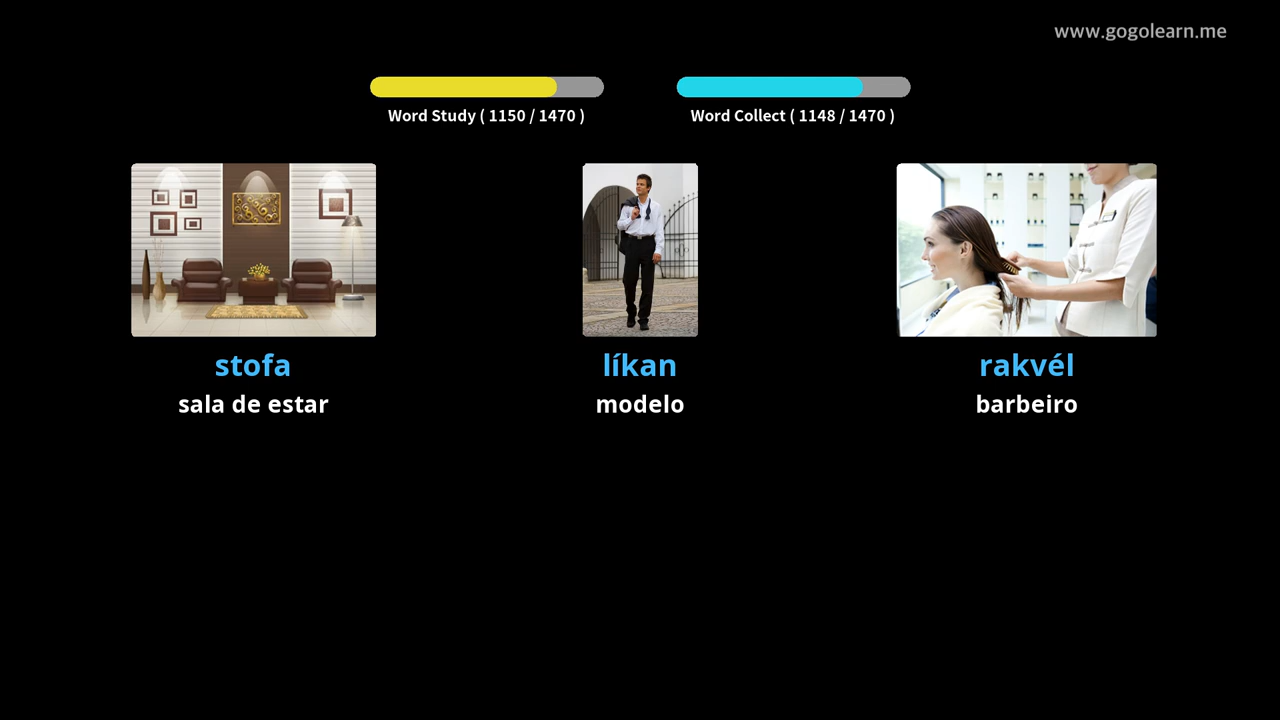 www.gogolearn.me
Word Study ( 1150 / 1470 )
Word Collect ( 1148 / 1470 )
stofa
líkan
rakvél
sala de estar
modelo
barbeiro